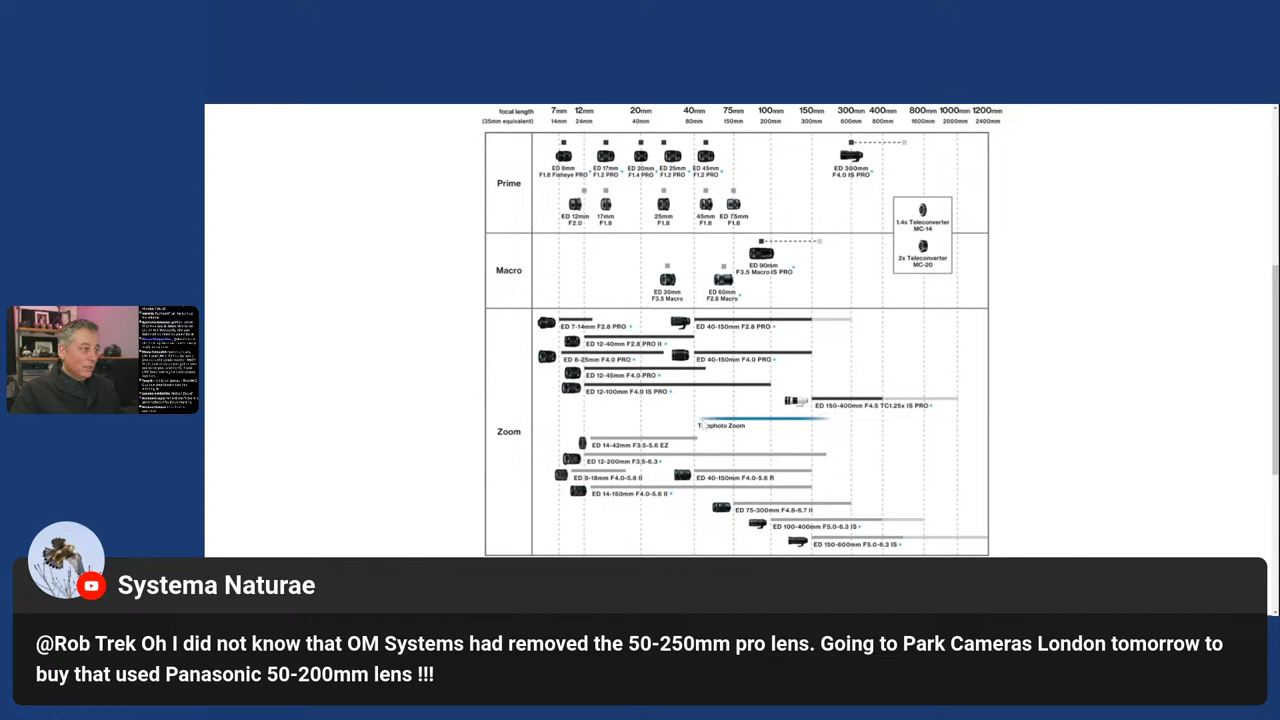 focal length 7mm 12mm 20mm 40mm 75mm 100mm 150mm 300mm 400mm 800mm 1000mm 1200mm
(35mm equivalent) 14mm 24mm 40mm 80mm 150mm 200mm 300mm 600mm 800mm 1600mm 2000mm 2400mm
Prime
ED 8mm
F1.8 Fisheye PRO
ED 17mm
F1.2 PRO
ED 20mm
F1.4 PRO
ED 25mm
F1.2 PRO
ED 45mm
F1.2 PRO
ED 300mm
F4.0 IS PRO
ED 12mm
F2.0
17mm
F1.8
25mm
F1.8
45mm
F1.8
ED 75mm
F1.8
1.4x Teleconverter
MC-14
2x Teleconverter
MC-20
Macro
ED 90mm
F3.5 Macro IS PRO
ED 30mm
F3.5 Macro
ED 60mm
F2.8 Macro
Zoom
ED 7-14mm F2.8 PRO
ED 40-150mm F2.8 PRO
ED 12-40mm F2.8 PRO II
ED 8-25mm F4.0 PRO
ED 40-150mm F4.0 PRO
ED 12-45mm F4.0 PRO
ED 12-100mm F4.0 IS PRO
ED 150-400mm F4.5 TC1.25x IS PRO
Telephoto Zoom
ED 14-42mm F3.5-5.6 EZ
ED 12-200mm F3.5-6.3
ED 9-18mm F4.0-5.6 II
ED 40-150mm F4.0-5.6 R
ED 14-150mm F4.0-5.6 II
ED 75-300mm F4.8-6.7 II
ED 100-400mm F5.0-6.3 IS
ED 150-600mm F5.0-6.3 IS
Systema Naturae
@Rob Trek Oh I did not know that OM Systems had removed the 50-250mm pro lens. Going to Park Cameras London tomorrow to
buy that used Panasonic 50-200mm lens !!!